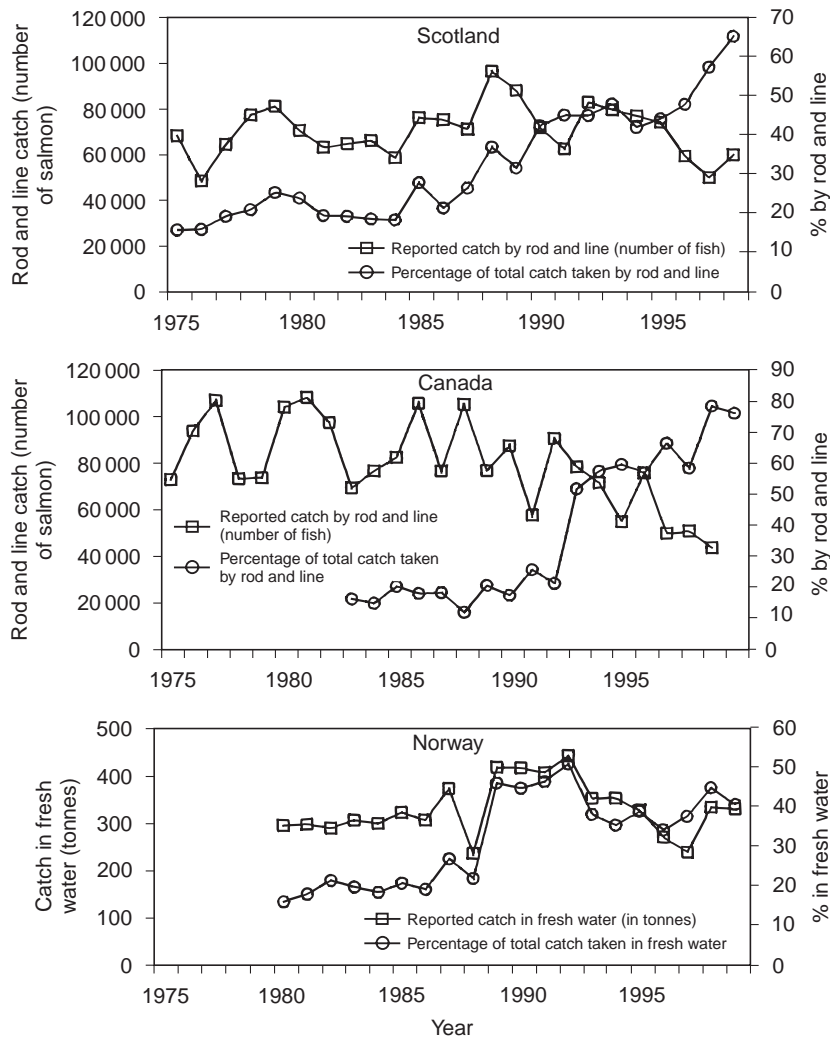 Scotland
Rod and line catch (number
of salmon)
120 000
100 000
80 000
60 000
40 000
20 000
0
70
60
50
40
30
20
10
0
% by rod and line
Reported catch by rod and line (number of fish)
Percentage of total catch taken by rod and line
1975 1980 1985 1990 1995
Canada
Rod and line catch (number
of salmon)
120 000
100 000
80 000
60 000
40 000
20 000
0
90
80
70
60
50
40
30
20
10
0
% by rod and line
Reported catch by rod and line
(number of fish)
Percentage of total catch taken
by rod and line
1975 1980 1985 1990 1995
Norway
Catch in fresh
water (tonnes)
500
400
300
200
100
0
60
50
40
30
20
10
0
% in fresh water
Reported catch in fresh water (in tonnes)
Percentage of total catch taken in fresh water
1975 1980 1985 1990 1995
Year